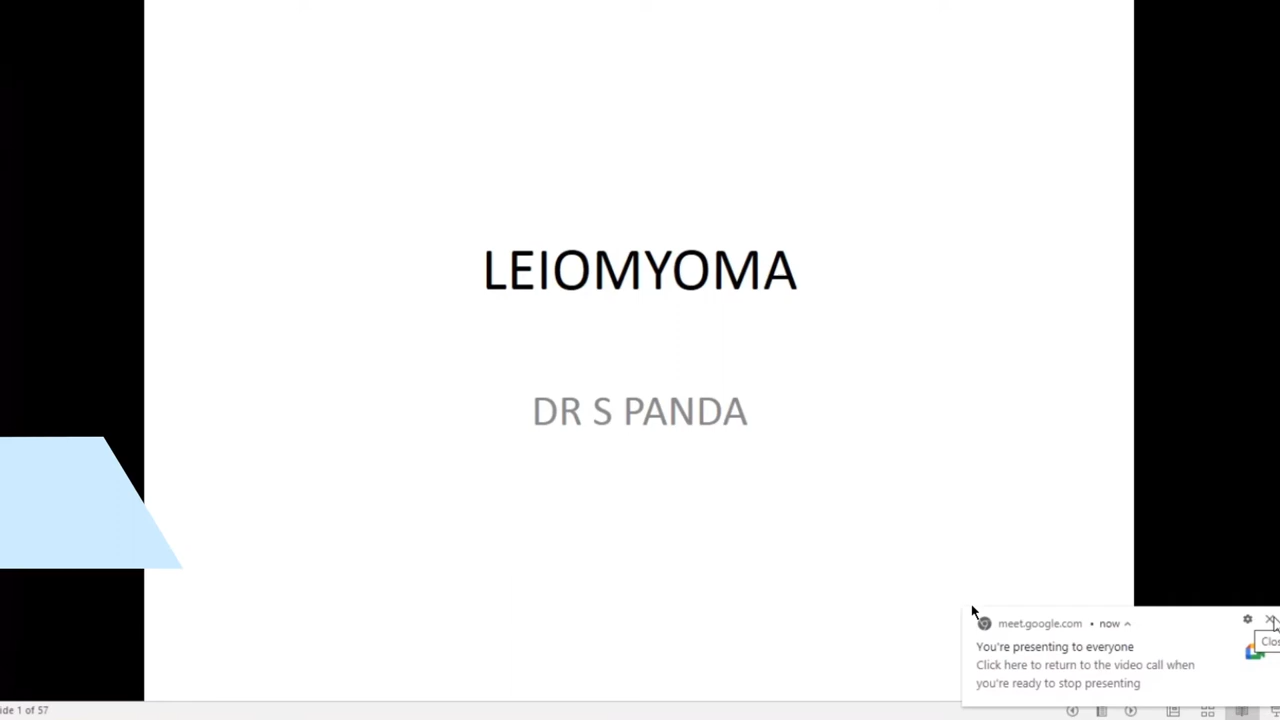 LEIOMYOMA
DR S PANDA
meet.google.com • now
You're presenting to everyone
Click here to return to the video call when
you're ready to stop presenting
Clos
ide 1 of 57